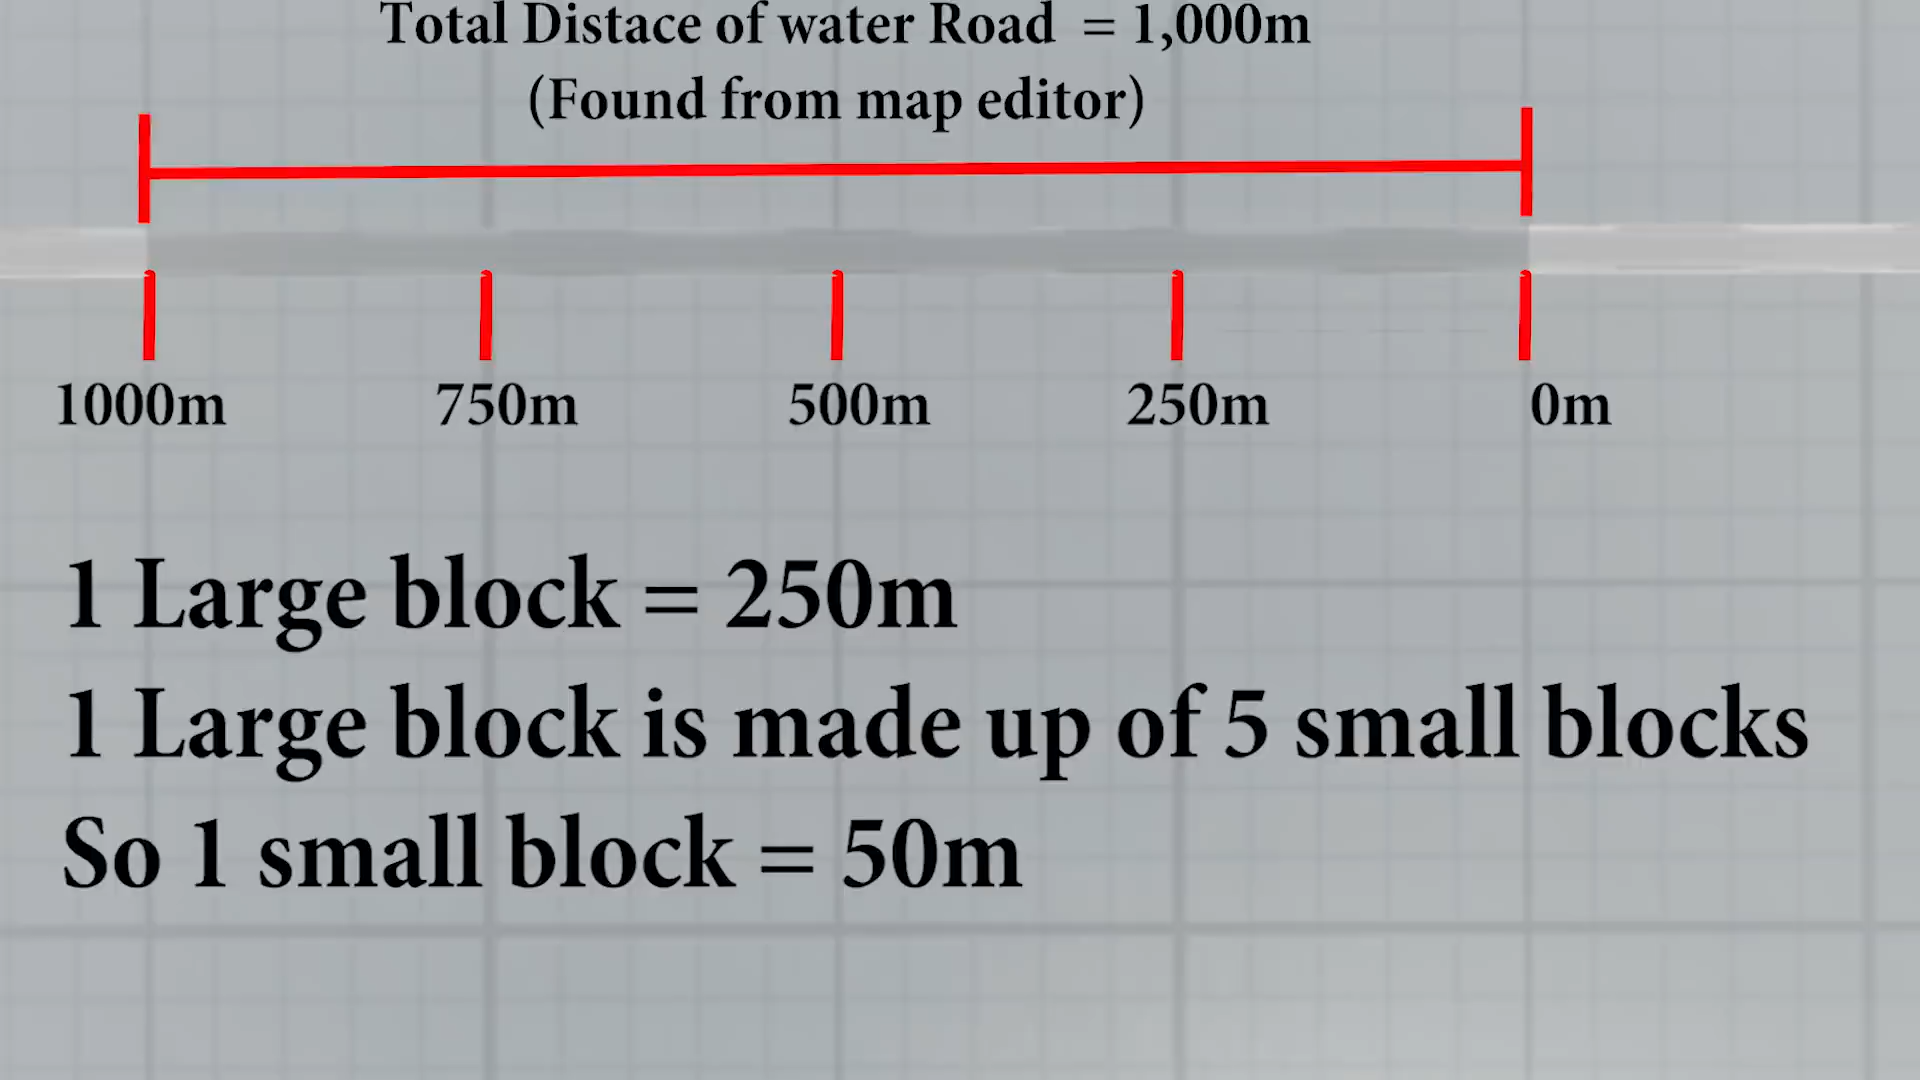 Total Distace of water Road = 1,000m
(Found from map editor)
1000m 750m 500m 250m 0m
1 Large block = 250m
1 Large block is made up of 5 small blocks
So 1 small block = 50m